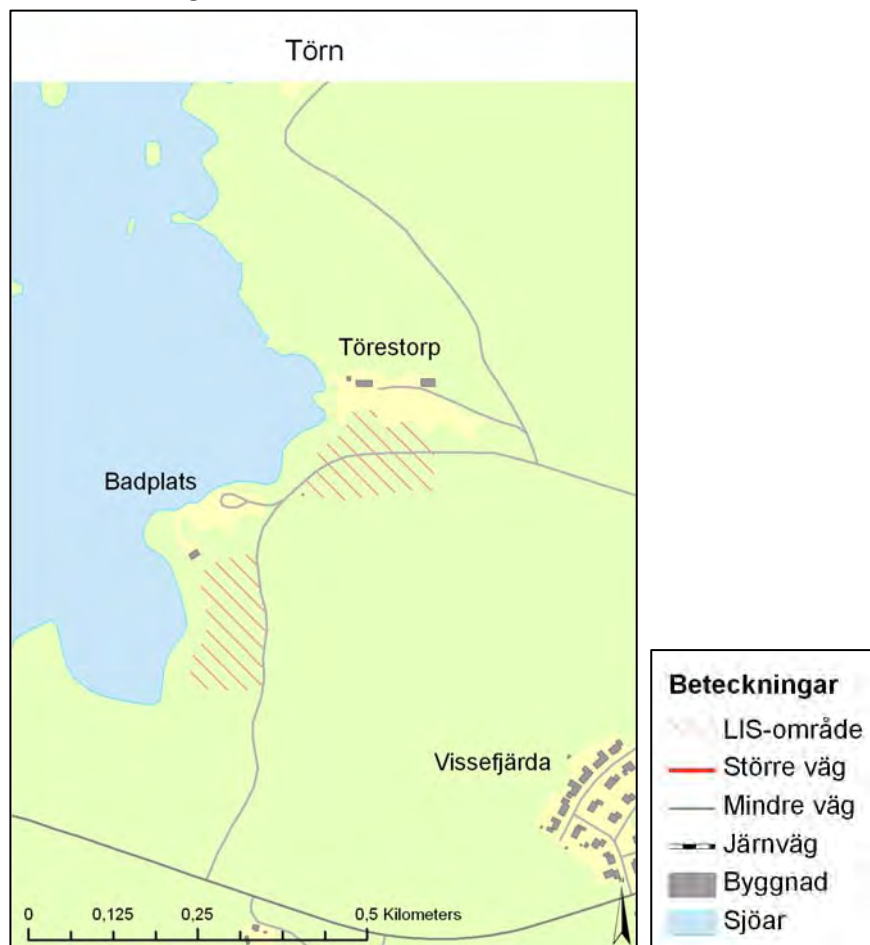 Törn
Törestorp
Badplats
Vissefjärda
0 0,125 0,25 0,5 Kilometers
Beteckningar
LIS-område
Större väg
Mindre väg
Järnväg
Byggnad
Sjöar